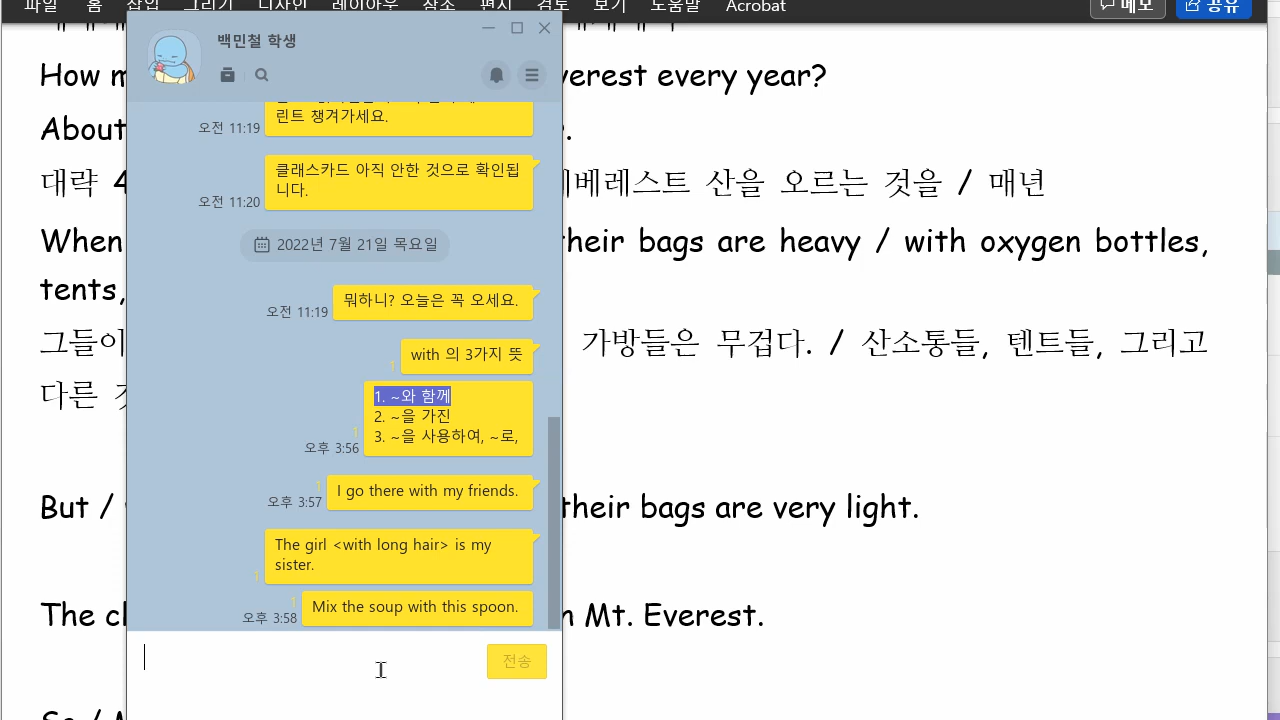 파일 홈 삽입 그리기 디자인 레이아웃 참조 편지 검토 보기 도움말 Acrobat 메모 공유
How verest every year?
About
대략 베레스트 산을 오르는 것을 / 매년
When their bags are heavy / with oxygen bottles,
tents,
그들이 가방들은 무겁다. / 산소통들, 텐트들, 그리고
다른
But / their bags are very light.
The Mt. Everest.
백민철 학생
린트 챙겨가세요.
오전 11:19
클래스카드 아직 안한 것으로 확인됩
니다.
오전 11:20
2022년 7월 21일 목요일
뭐하니? 오늘은 꼭 오세요.
오전 11:19
with 의 3가지 뜻
1
1. ~와 함께
2. ~을 가진
3. ~을 사용하여, ~로,
1
오후 3:56
I go there with my friends.
1
오후 3:57
The girl <with long hair> is my
sister.
1
Mix the soup with this spoon.
1
오후 3:58
전송